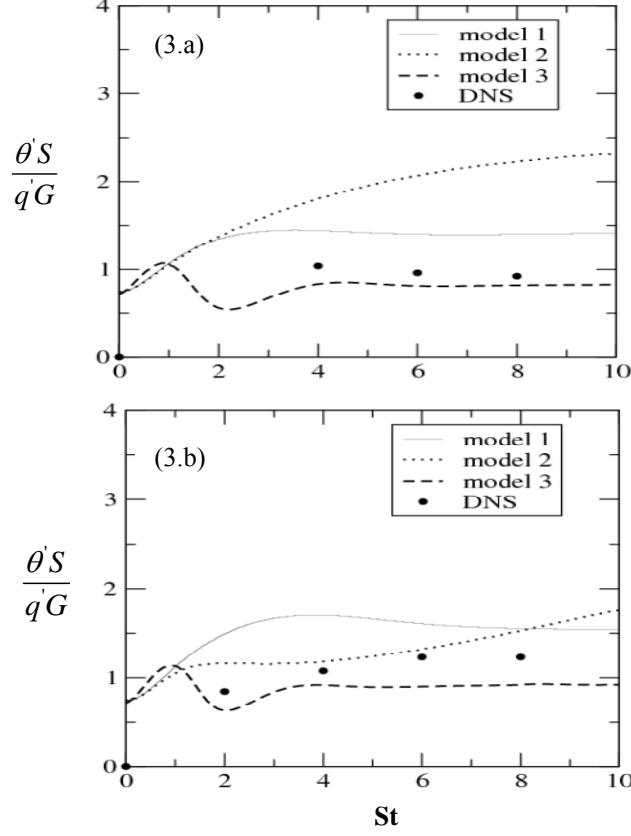 4
(3.a)
model 1
model 2
model 3
DNS
3
θ'S
q'G
2
1
0
0 2 4 6 8 10
4
(3.b)
model 1
model 2
model 3
DNS
3
θ'S
q'G
2
1
0
0 2 4 6 8 10
St